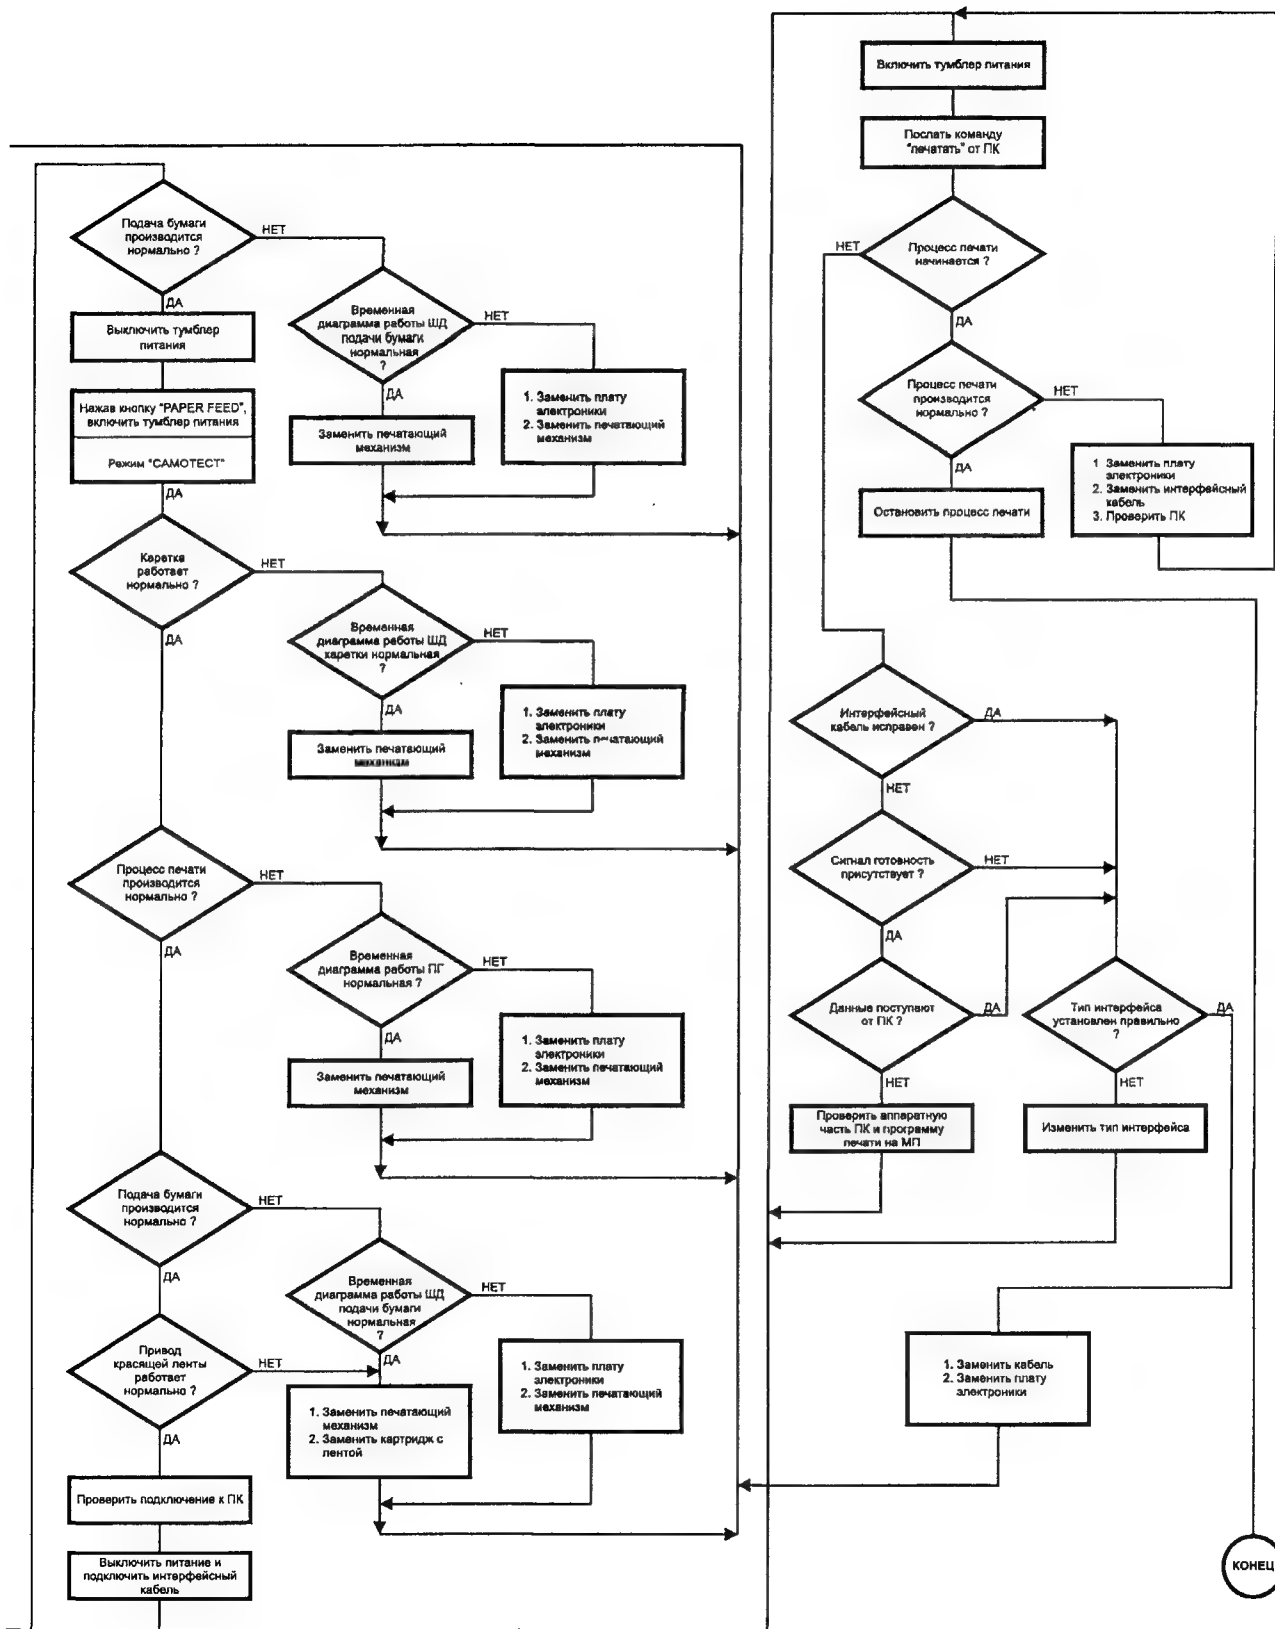 Подача бумаги
производится
нормально ?
НЕТ
ДА
Выключить тумблер
питания
Нажав кнопку "PAPER FEED",
включить тумблер питания
Режим "САМОТЕСТ"
ДА
Временная
диаграмма работы ШД
подачи бумаги
нормальная
?
НЕТ
ДА
Заменить печатающий
механизм
1. Заменить плату
электроники
2. Заменить печатающий
механизм
Каретка
работает
нормально ?
НЕТ
ДА
Временная
диаграмма работы ШД
каретки нормальная
?
НЕТ
ДА
Заменить печатающий
механизм
1. Заменить плату
электроники
2. Заменить печатающий
механизм
Процесс печати
производится
нормально ?
НЕТ
ДА
Временная
диаграмма работы ПГ
нормальная ?
НЕТ
ДА
Заменить печатающий
механизм
1. Заменить плату
электроники
2. Заменить печатающий
механизм
Подача бумаги
производится
нормально ?
НЕТ
ДА
Временная
диаграмма работы ШД
подачи бумаги
нормальная
?
НЕТ
ДА
Привод
красящей ленты
работает
нормально ?
НЕТ
ДА
1. Заменить печатающий
механизм
2. Заменить картридж с
лентой
1. Заменить плату
электроники
2. Заменить печатающий
механизм
Проверить подключение к ПК
Выключить питание и
подключить интерфейсный
кабель
Включить тумблер питания
Послать команду
"печатать" от ПК
Процесс печати
начинается ?
НЕТ
ДА
Процесс печати
производится
нормально ?
НЕТ
ДА
Остановить процесс печати
1 Заменить плату
электроники
2. Заменить интерфейсный
кабель
3. Проверить ПК
Интерфейсный
кабель исправен ?
ДА
НЕТ
Сигнал готовность
присутствует ?
НЕТ
ДА
Данные поступают
от ПК ?
ДА
НЕТ
Тип интерфейса
установлен правильно
?
ДА
НЕТ
Проверить аппаратную
часть ПК и программу
печати на МП
Изменить тип интерфейса
1. Заменить кабель
2. Заменить плату
электроники
КОНЕЦ